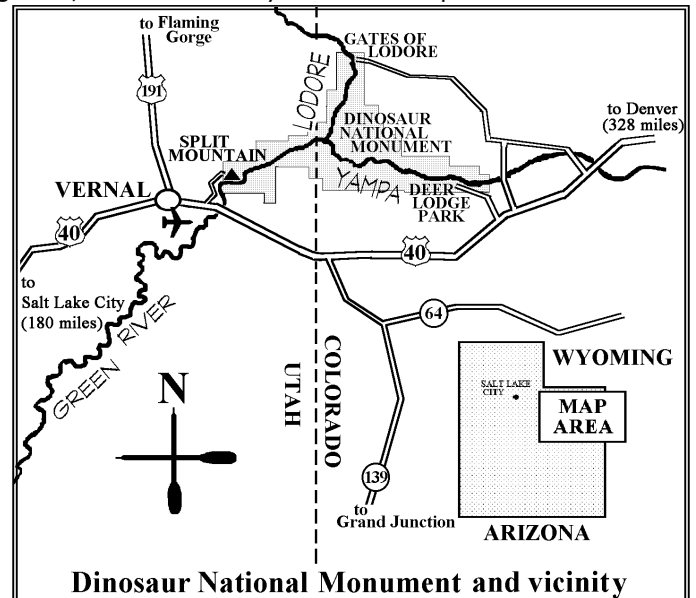 to Flaming
Gorge
GATES OF
LODORE
191
LODORE
to Denver
(328 miles)
DINOSAUR
NATIONAL
MONUMENT
SPLIT
MOUNTAIN
YAMPA
DEER
LODGE
PARK
VERNAL
40
40
to
Salt Lake City
(180 miles)
GREEN RIVER
64
UTAH
COLORADO
WYOMING
SALT LAKE
CITY
MAP
AREA
N
139
to
Grand Junction
ARIZONA
Dinosaur National Monument and vicinity